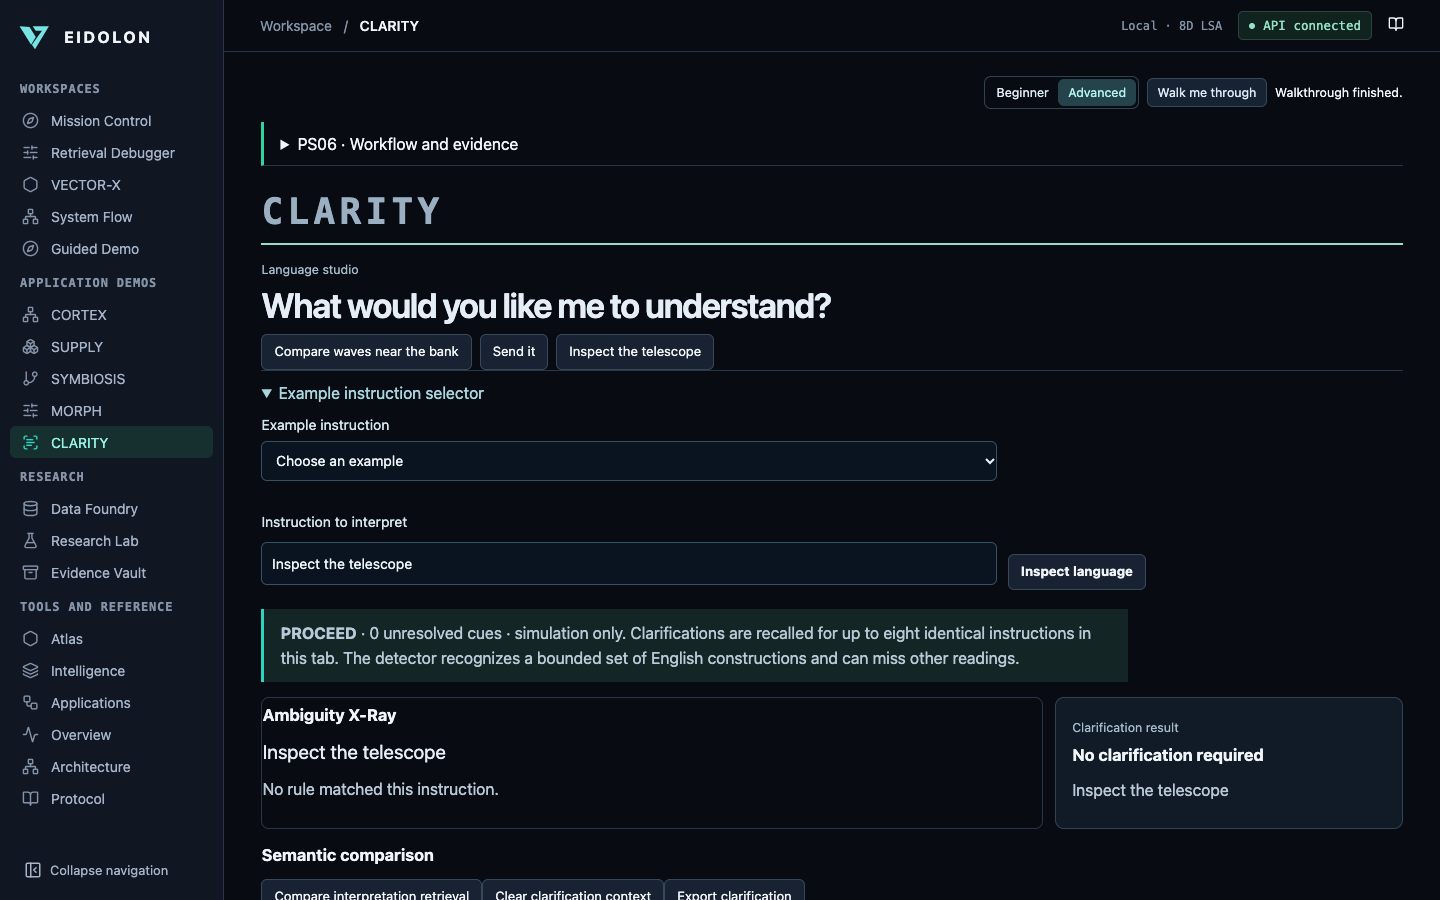 EIDOLON
WORKSPACES
Mission Control
Retrieval Debugger
VECTOR-X
System Flow
Guided Demo
APPLICATION DEMOS
CORTEX
SUPPLY
SYMBIOSIS
MORPH
CLARITY
RESEARCH
Data Foundry
Research Lab
Evidence Vault
TOOLS AND REFERENCE
Atlas
Intelligence
Applications
Overview
Architecture
Protocol
Collapse navigation
Workspace / CLARITY
Local · 8D LSA
● API connected
Beginner
Advanced
Walk me through
Walkthrough finished.
▶ PS06 · Workflow and evidence
CLARITY
Language studio
What would you like me to understand?
Compare waves near the bank
Send it
Inspect the telescope
▼ Example instruction selector
Example instruction
Choose an example
Instruction to interpret
Inspect the telescope
Inspect language
PROCEED · 0 unresolved cues · simulation only. Clarifications are recalled for up to eight identical instructions in
this tab. The detector recognizes a bounded set of English constructions and can miss other readings.
Ambiguity X-Ray
Inspect the telescope
No rule matched this instruction.
Clarification result
No clarification required
Inspect the telescope
Semantic comparison
Compare interpretation retrieval
Clear clarification context
Export clarification